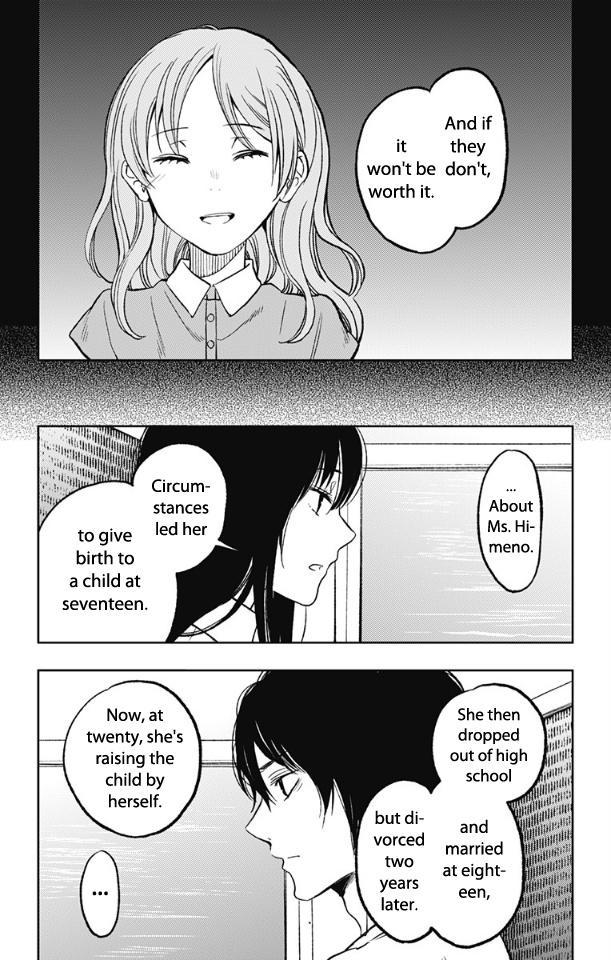 And if
they
don't,
it
won't be
worth it.
...
About
Ms. Hi-
meno.
Circum-
stances
led her
to give
birth to
a child at
seventeen.
She then
dropped
out of high
school
and
married
at eight-
een,
but di-
vorced
two
years
later.
Now, at
twenty, she's
raising the
child by
herself.
...